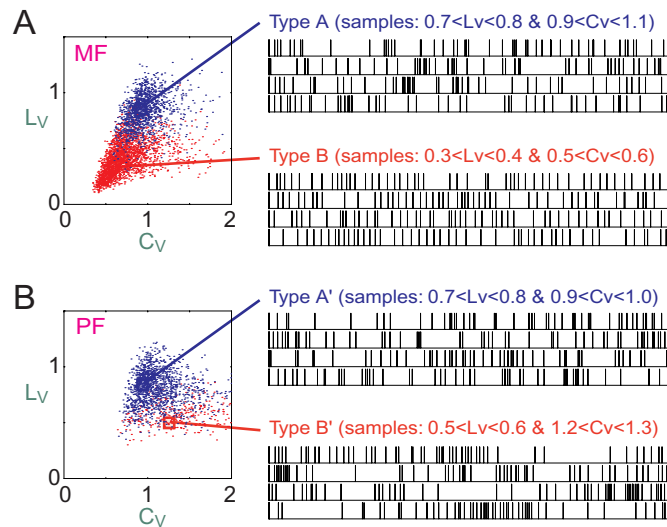 A
MF
Type A (samples: 0.7<Lv<0.8 & 0.9<Cv<1.1)
1
LV
Type B (samples: 0.3<Lv<0.4 & 0.5<Cv<0.6)
0
0 1 2
CV
B
PF
Type A' (samples: 0.7<Lv<0.8 & 0.9<Cv<1.0)
1
LV
Type B' (samples: 0.5<Lv<0.6 & 1.2<Cv<1.3)
0
0 1 2
CV